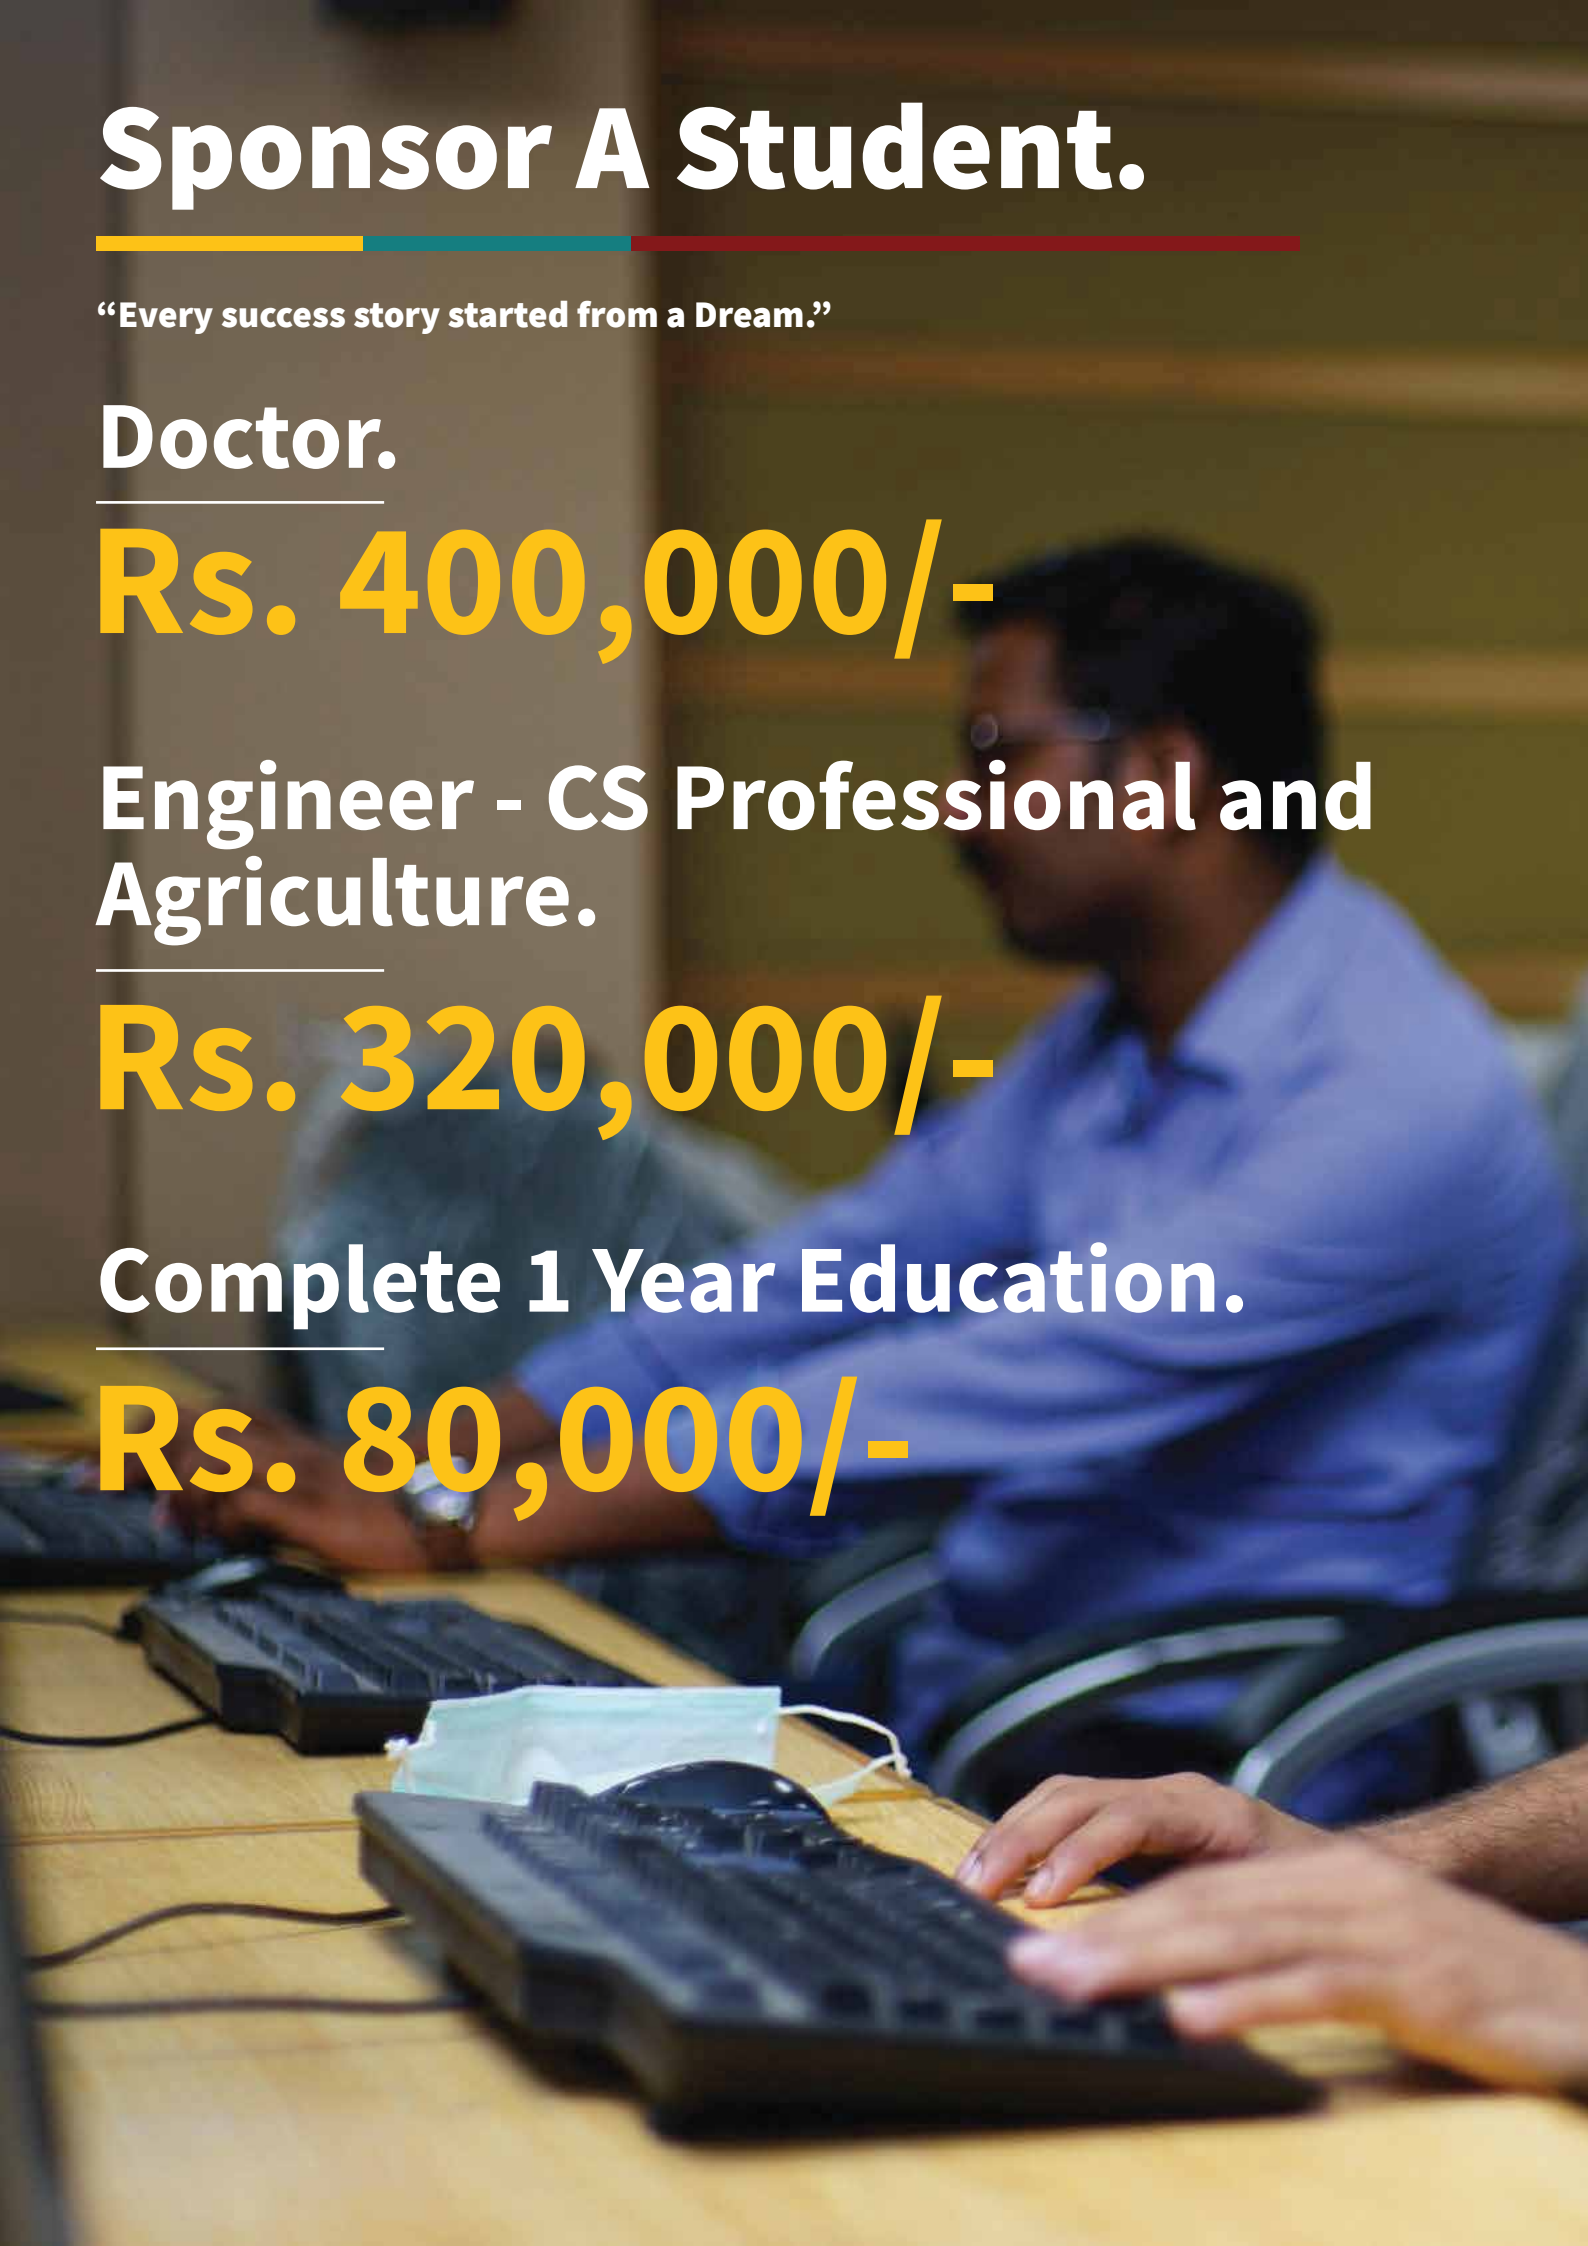 Sponsor A Student.
“Every success story started from a Dream.”
Doctor.
Rs. 400,000/-
Engineer - CS Professional and
Agriculture.
Rs. 320,000/-
Complete 1 Year Education.
Rs. 80,000/-